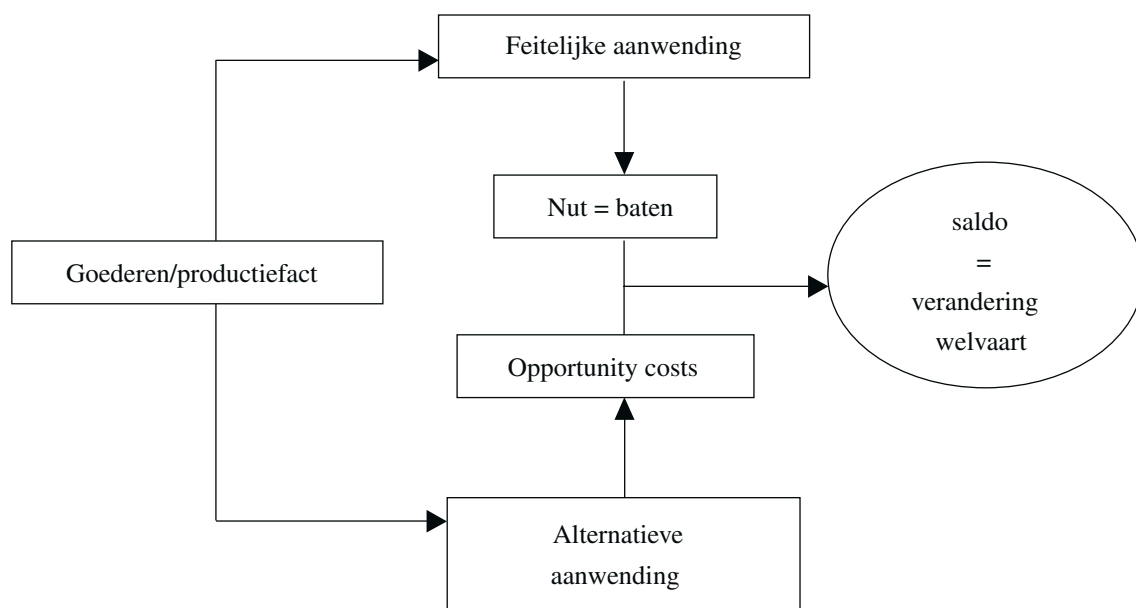 Feitelijke aanwending
Nut = baten
Goederen/productiefact
Opportunity costs
Alternatieve
aanwending
saldo
=
verandering
welvaart